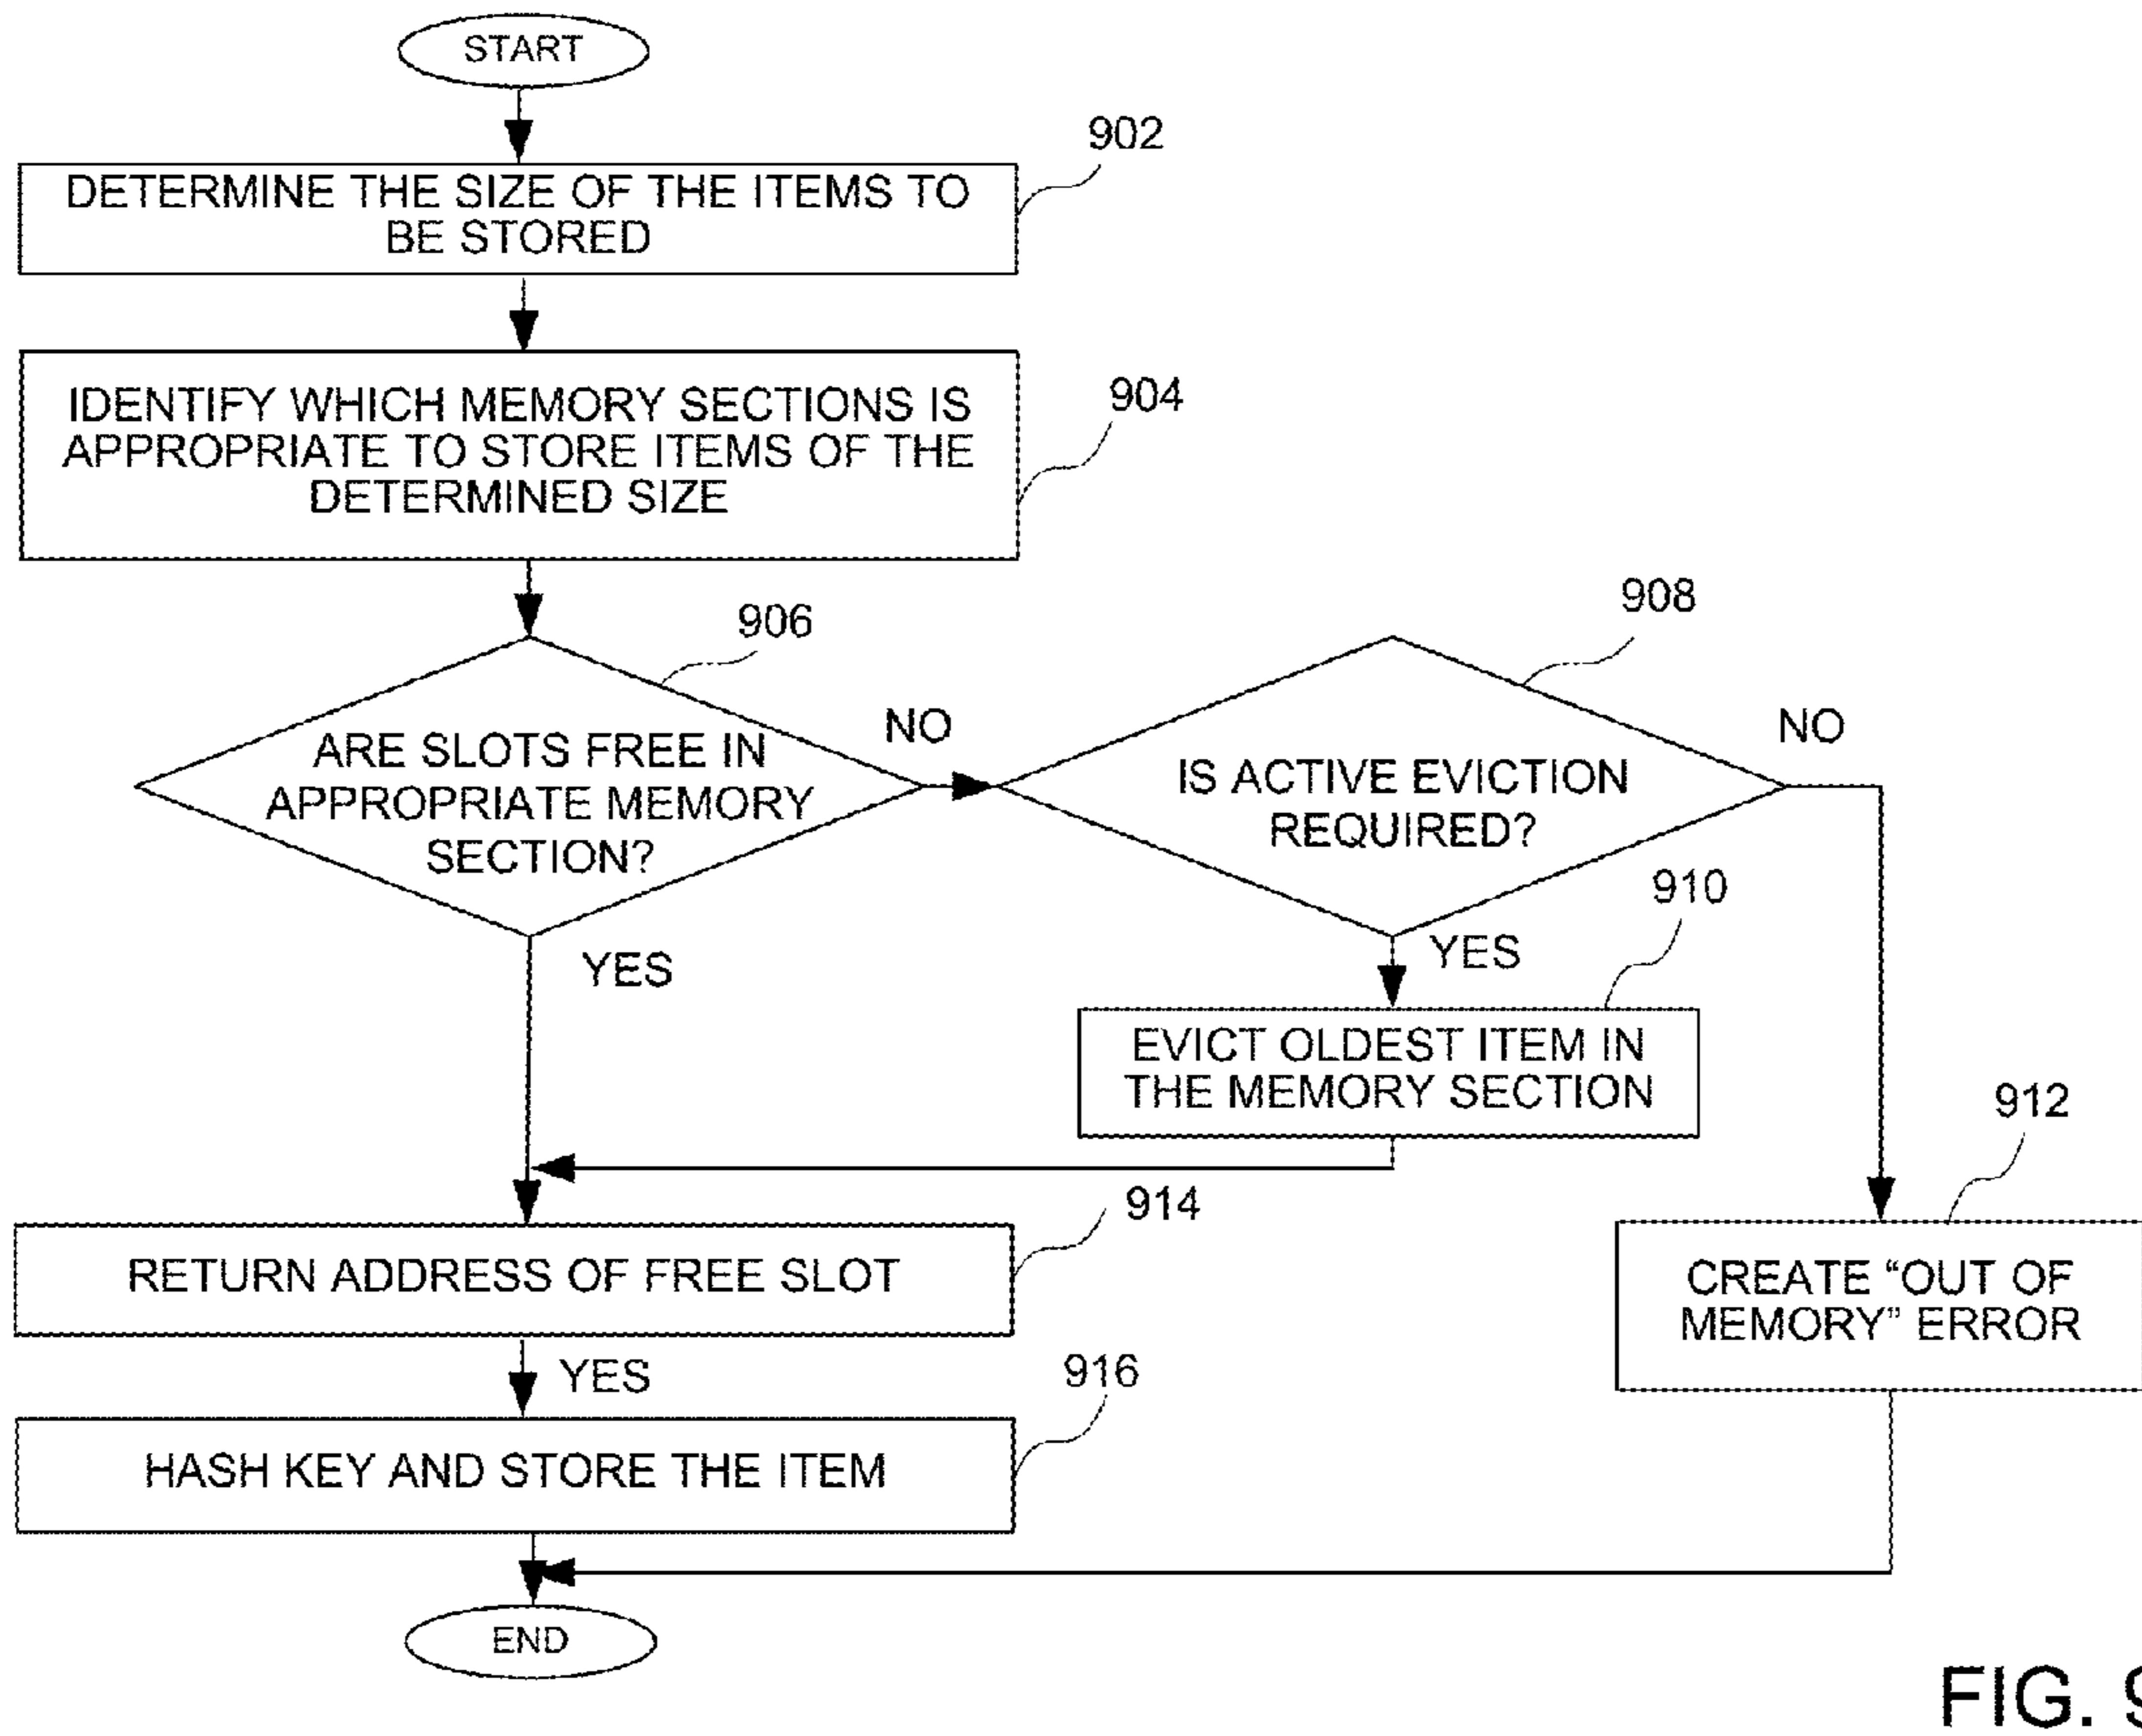 START
902
DETERMINE THE SIZE OF THE ITEMS TO
BE STORED
904
IDENTIFY WHICH MEMORY SECTIONS IS
APPROPRIATE TO STORE ITEMS OF THE
DETERMINED SIZE
906
908
ARE SLOTS FREE IN
APPROPRIATE MEMORY
SECTION?
NO
IS ACTIVE EVICTION
REQUIRED?
NO
YES
YES
910
EVICT OLDEST ITEM IN
THE MEMORY SECTION
912
CREATE “OUT OF
MEMORY” ERROR
914
RETURN ADDRESS OF FREE SLOT
YES
916
HASH KEY AND STORE THE ITEM
END
FIG. 9